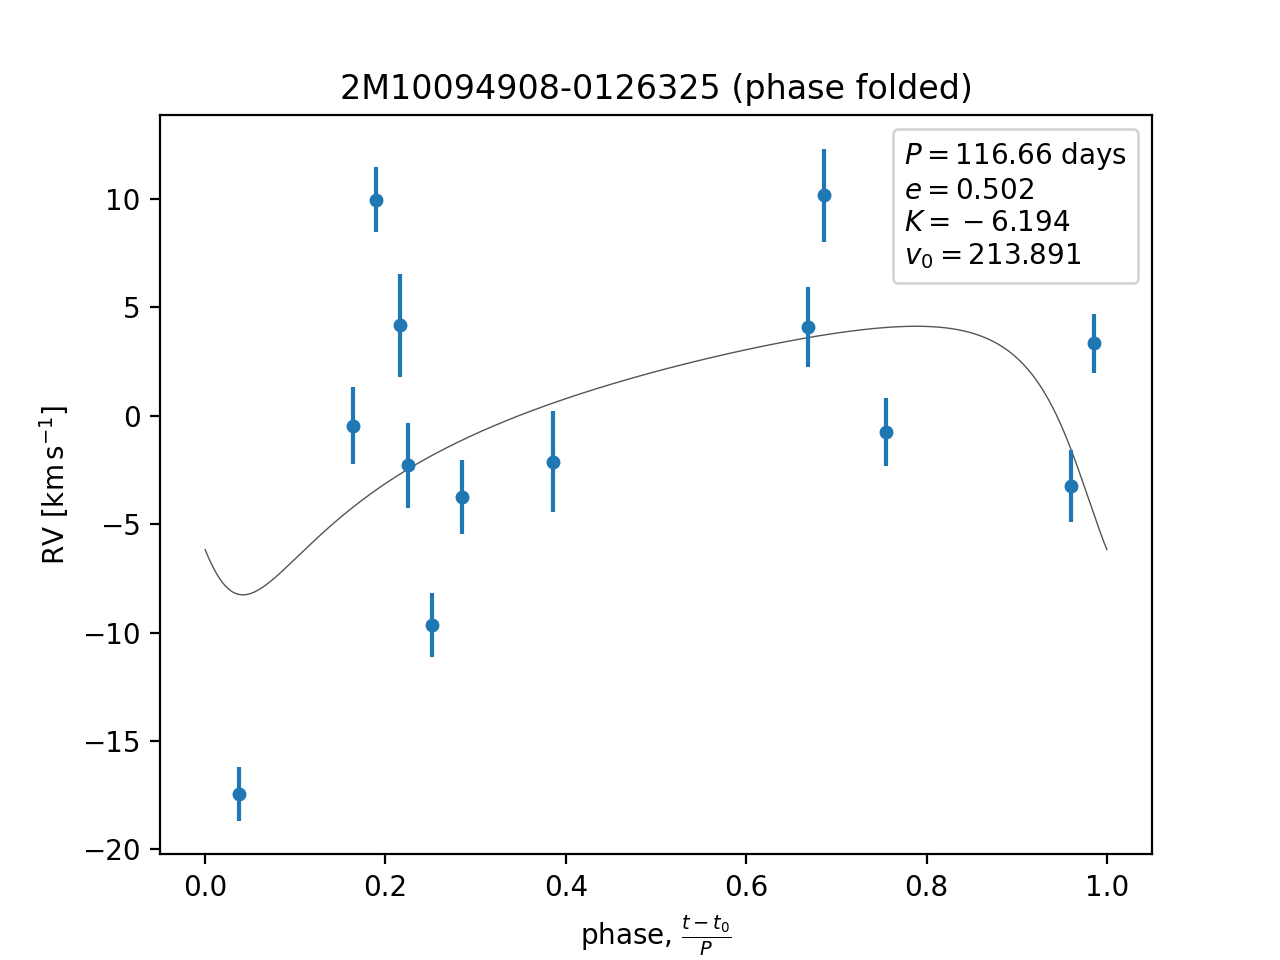 2M10094908-0126325 (phase folded)
P = 116.66 days
e = 0.502
K = −6.194
v₀ = 213.891
10
5
0
−5
−10
−15
−20
RV [km s⁻¹]
0.0 0.2 0.4 0.6 0.8 1.0
phase, (t − t₀)/P